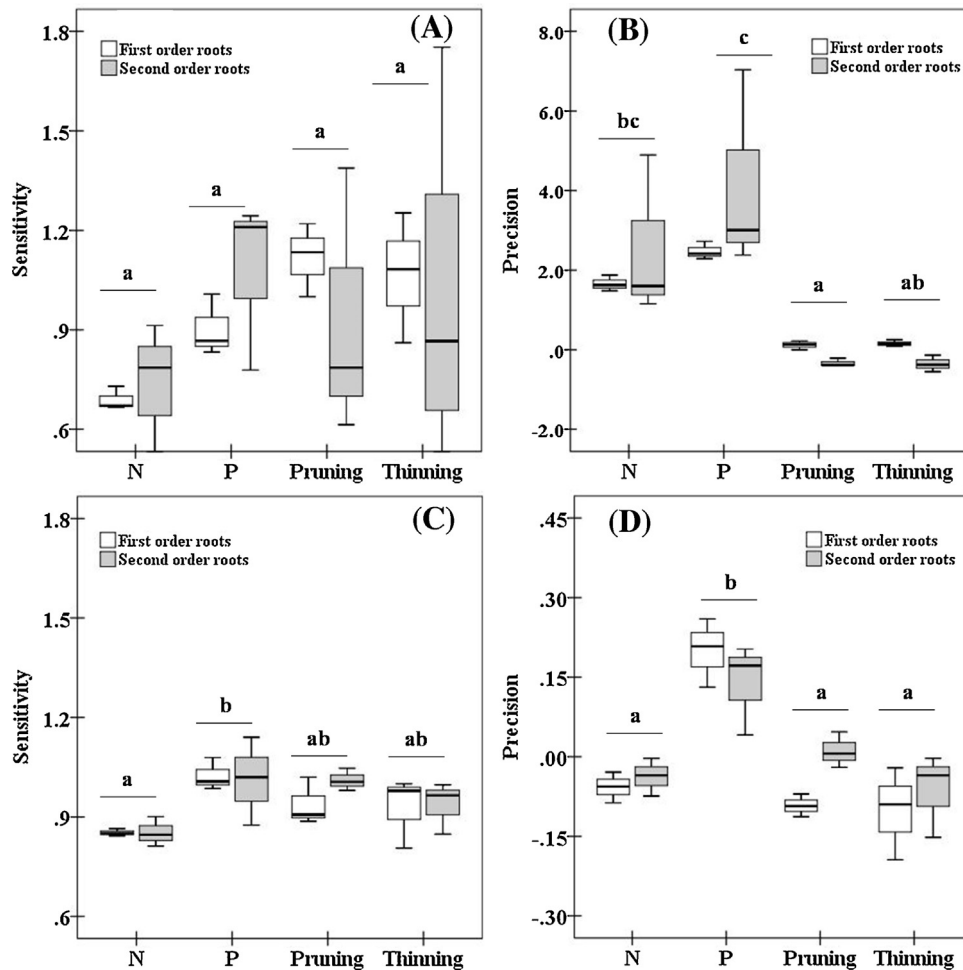 (A)
1.8
1.5
1.2
.9
.6
Sensitivity
First order roots
Second order roots
a
a
a
a
N P Pruning Thinning
(B)
8.0
6.0
4.0
2.0
.0
-2.0
Precision
First order roots
Second order roots
bc
c
a
ab
N P Pruning Thinning
(C)
1.8
1.5
1.2
.9
.6
Sensitivity
First order roots
Second order roots
a
b
ab
ab
N P Pruning Thinning
(D)
.45
.30
.15
.00
-.15
-.30
Precision
First order roots
Second order roots
a
b
a
a
N P Pruning Thinning